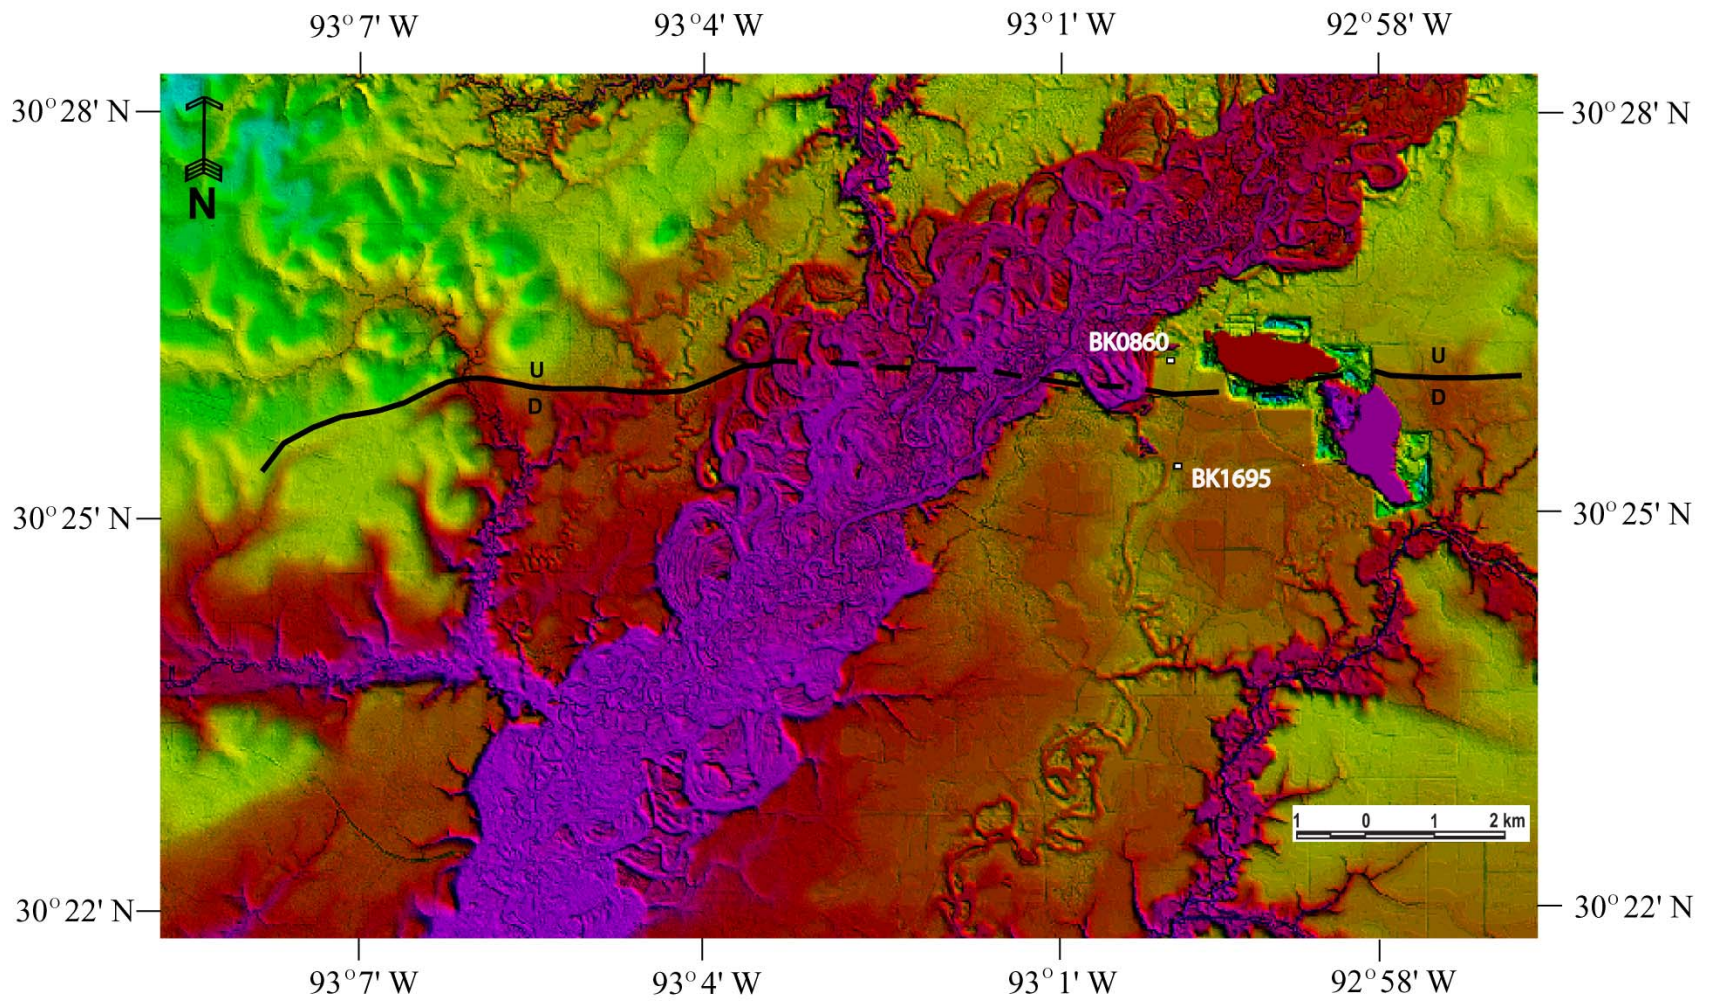 93°7' W 93°4' W 93°1' W 92°58' W
30°28' N 30°28' N
N
BK0860
U U
D D
BK1695
30°25' N 30°25' N
1 0 1 2 km
30°22' N 30°22' N
93°7' W 93°4' W 93°1' W 92°58' W